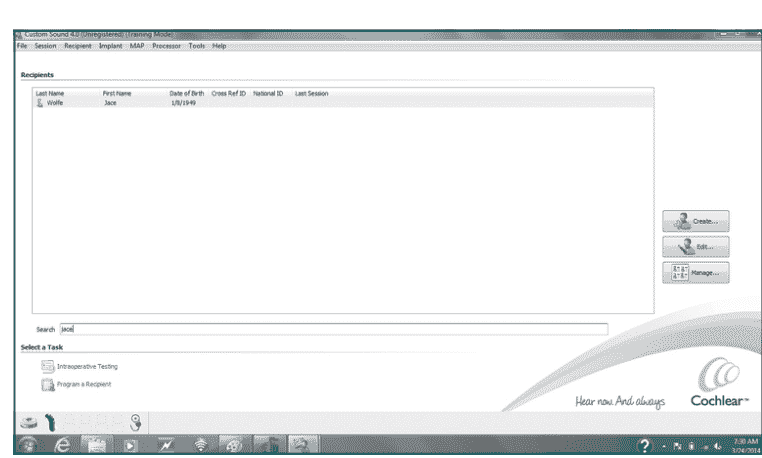 Custom Sound 4.0 (Unregistered) (Training Mode)
File Session Recipient Implant MAP Processor Tools Help
Recipients
Last Name First Name Date of Birth Cross Ref ID National ID Last Session
Wolfe Jace 1/8/1949
Create...
Edit...
Manage...
Search jace
Select a Task
Intraoperative Testing
Program a Recipient
Hear now. And always Cochlear™
7:30 AM
3/24/2014